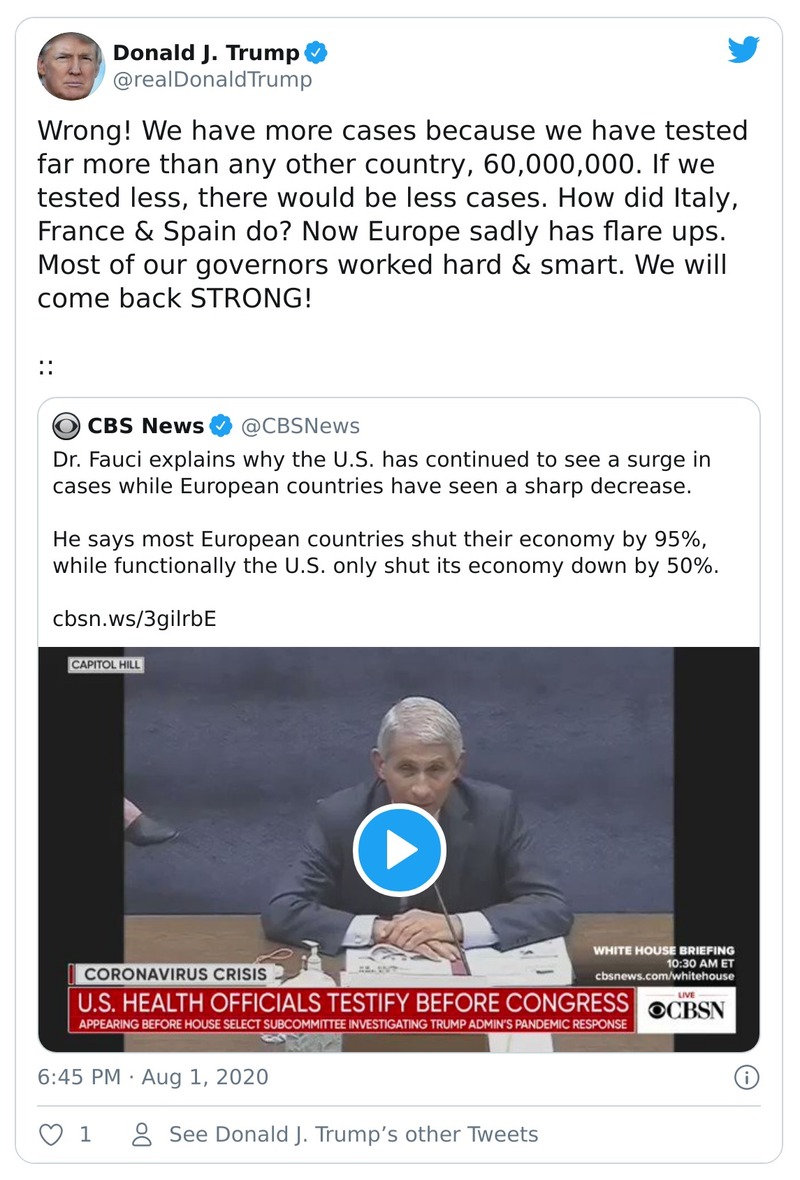 Donald J. Trump
@realDonaldTrump
Wrong! We have more cases because we have tested
far more than any other country, 60,000,000. If we
tested less, there would be less cases. How did Italy,
France & Spain do? Now Europe sadly has flare ups.
Most of our governors worked hard & smart. We will
come back STRONG!
::
CBS News @CBSNews
Dr. Fauci explains why the U.S. has continued to see a surge in
cases while European countries have seen a sharp decrease.
He says most European countries shut their economy by 95%,
while functionally the U.S. only shut its economy down by 50%.
cbsn.ws/3gilrbE
CAPITOL HILL
WHITE HOUSE BRIEFING
10:30 AM ET
cbsnews.com/whitehouse
CORONAVIRUS CRISIS
U.S. HEALTH OFFICIALS TESTIFY BEFORE CONGRESS
APPEARING BEFORE HOUSE SELECT SUBCOMMITTEE INVESTIGATING TRUMP ADMIN'S PANDEMIC RESPONSE
LIVE
CBSN
6:45 PM · Aug 1, 2020
1 See Donald J. Trump’s other Tweets